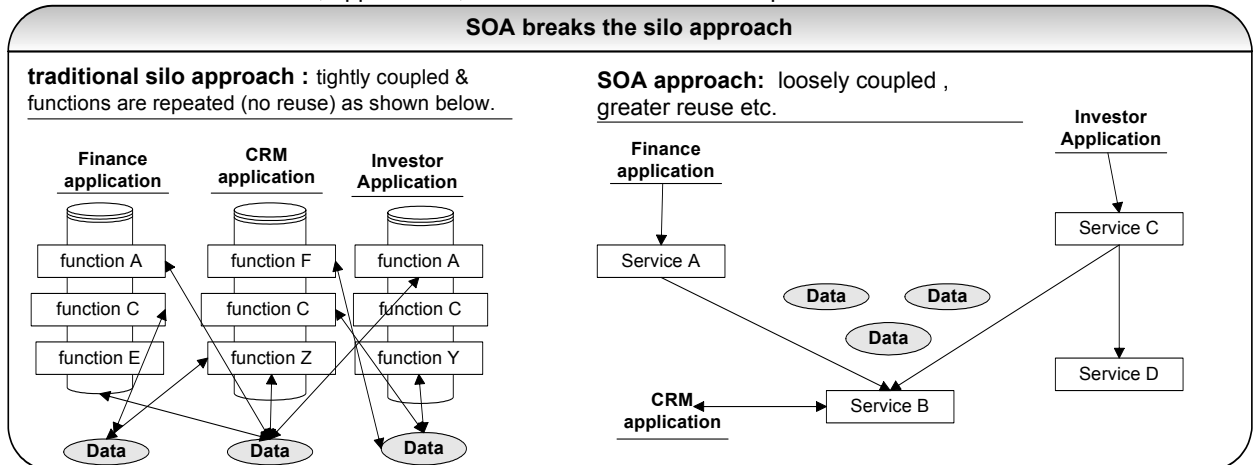 SOA breaks the silo approach
traditional silo approach : tightly coupled &
functions are repeated (no reuse) as shown below.
Finance
application
CRM
application
Investor
Application
function A
function F
function A
function C
function C
function C
function E
function Z
function Y
Data
Data
Data
SOA approach: loosely coupled ,
greater reuse etc.
Finance
application
Investor
Application
Service A
Service C
Data
Data
Data
Service D
CRM
application
Service B